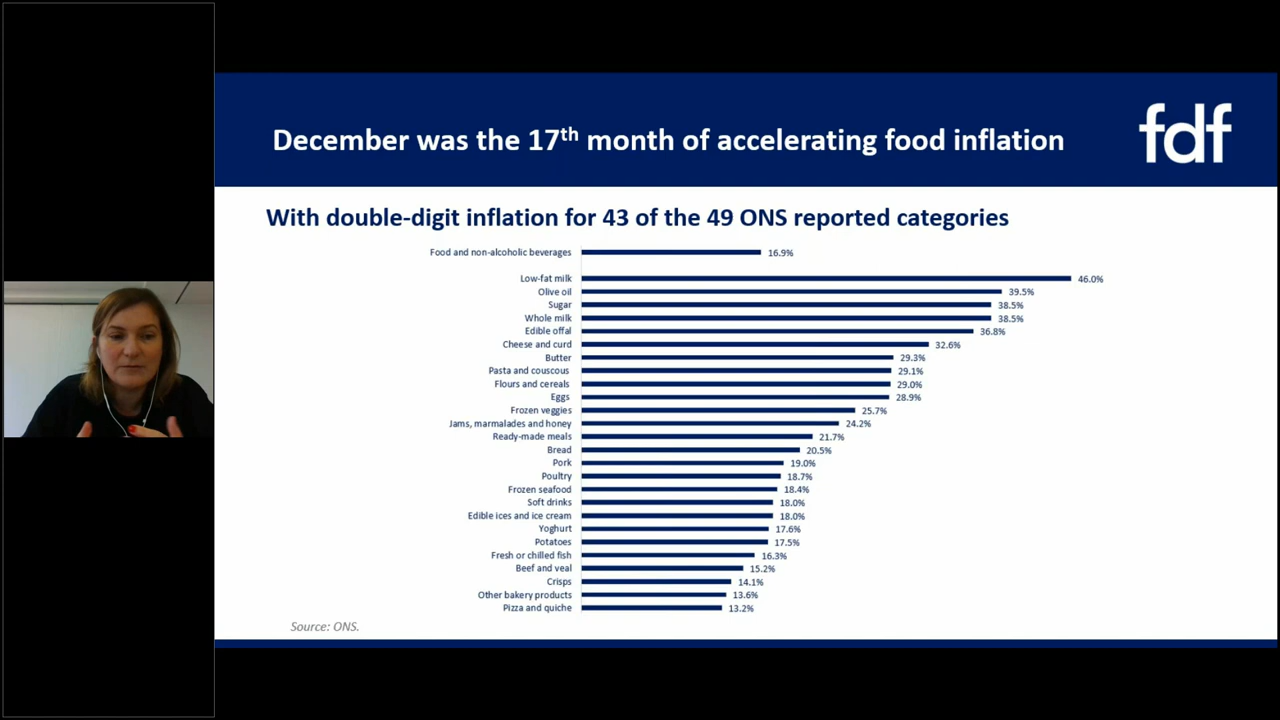 December was the 17th month of accelerating food inflation
fdf
With double-digit inflation for 43 of the 49 ONS reported categories
Food and non-alcoholic beverages 16.9%
Low-fat milk 46.0%
Olive oil 39.5%
Sugar 38.5%
Whole milk 38.5%
Edible offal 36.8%
Cheese and curd 32.6%
Butter 29.3%
Pasta and couscous 29.1%
Flours and cereals 29.0%
Eggs 28.9%
Frozen veggies 25.7%
Jams, marmalades and honey 24.2%
Ready-made meals 21.7%
Bread 20.5%
Pork 19.0%
Poultry 18.7%
Frozen seafood 18.4%
Soft drinks 18.0%
Edible ices and ice cream 18.0%
Yoghurt 17.6%
Potatoes 17.5%
Fresh or chilled fish 16.3%
Beef and veal 15.2%
Crisps 14.1%
Other bakery products 13.6%
Pizza and quiche 13.2%
Source: ONS.